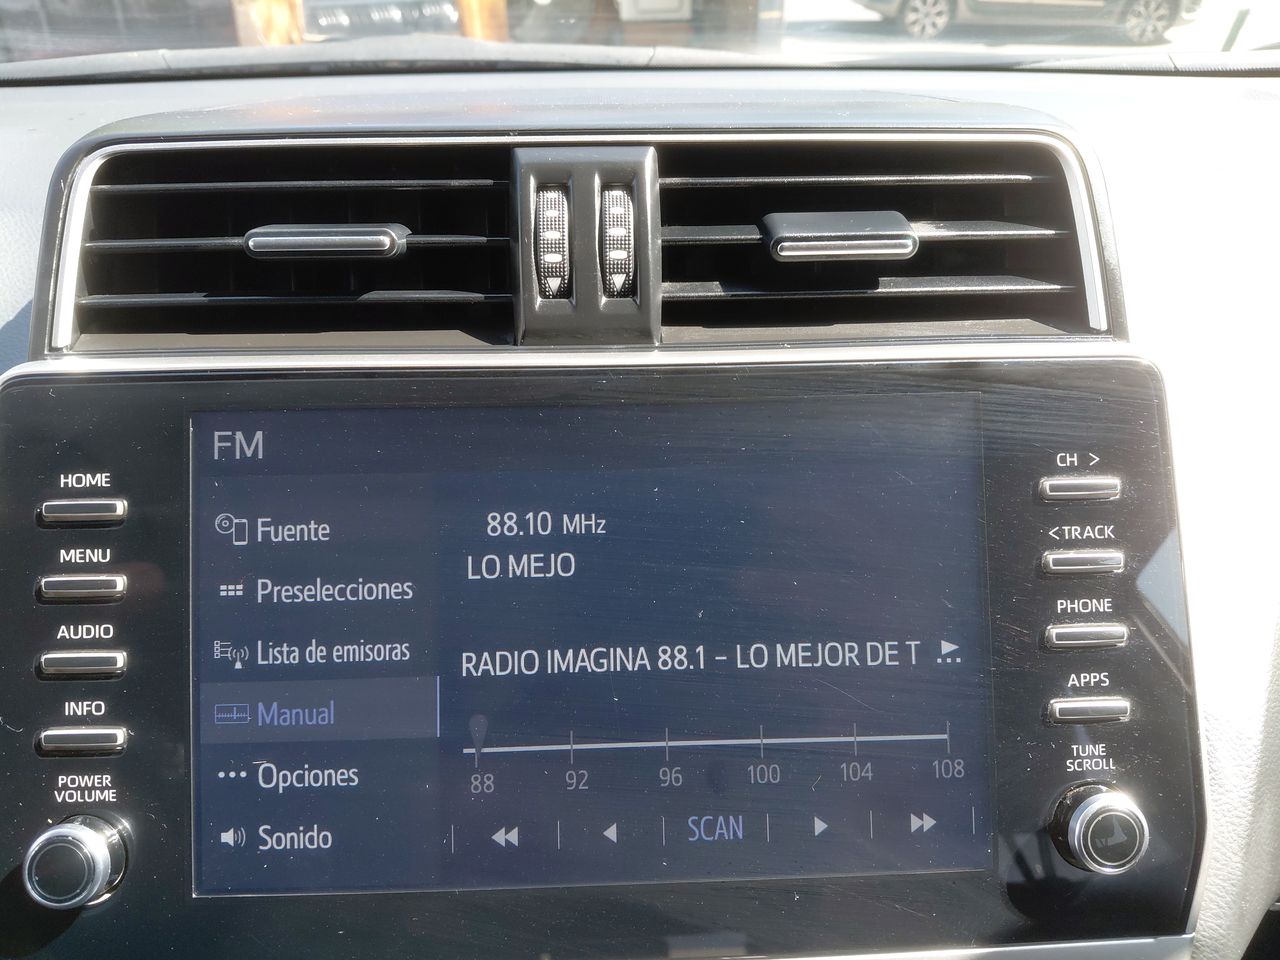 FM
HOME
MENU
AUDIO
INFO
POWER
VOLUME
Fuente
Preselecciones
Lista de emisoras
Manual
Opciones
Sonido
88.10 MHz
LO MEJO
RADIO IMAGINA 88.1 – LO MEJOR DE T
88 92 96 100 104 108
SCAN
CH >
<TRACK
PHONE
APPS
TUNE
SCROLL